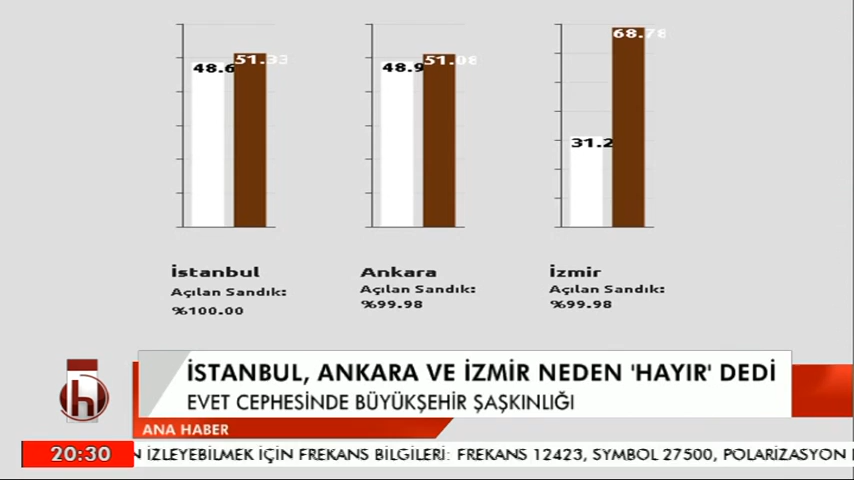 48.6 51.33
48.9 51.08
31.2 68.78
İstanbul
Açılan Sandık:
%100.00
Ankara
Açılan Sandık:
%99.98
İzmir
Açılan Sandık:
%99.98
İSTANBUL, ANKARA VE İZMİR NEDEN 'HAYIR' DEDİ
EVET CEPHESİNDE BÜYÜKŞEHİR ŞAŞKINLIĞI
h
ANA HABER
20:30
N İZLEYEBİLMEK İÇİN FREKANS BİLGİLERİ: FREKANS 12423, SYMBOL 27500, POLARİZASYON